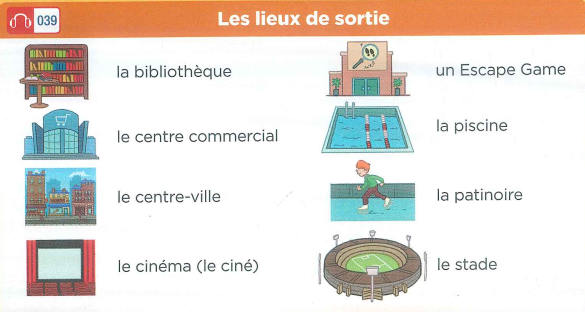 039
Les lieux de sortie
la bibliothèque
le centre commercial
le centre-ville
le cinéma (le ciné)
un Escape Game
la piscine
la patinoire
le stade